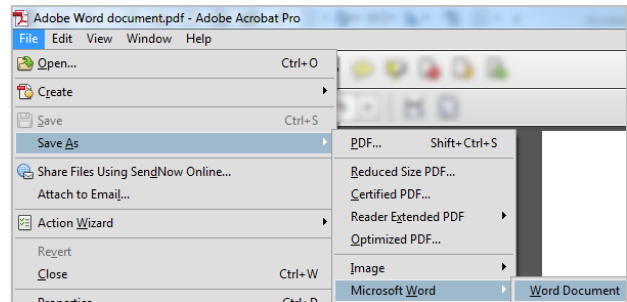 Adobe Word document.pdf - Adobe Acrobat Pro
File Edit View Window Help
Open... Ctrl+O
Create
Save Ctrl+S
Save As
PDF... Shift+Ctrl+S
Share Files Using SendNow Online...
Reduced Size PDF...
Attach to Email...
Certified PDF...
Action Wizard
Reader Extended PDF
Optimized PDF...
Revert
Close Ctrl+W
Image
Microsoft Word
Word Document